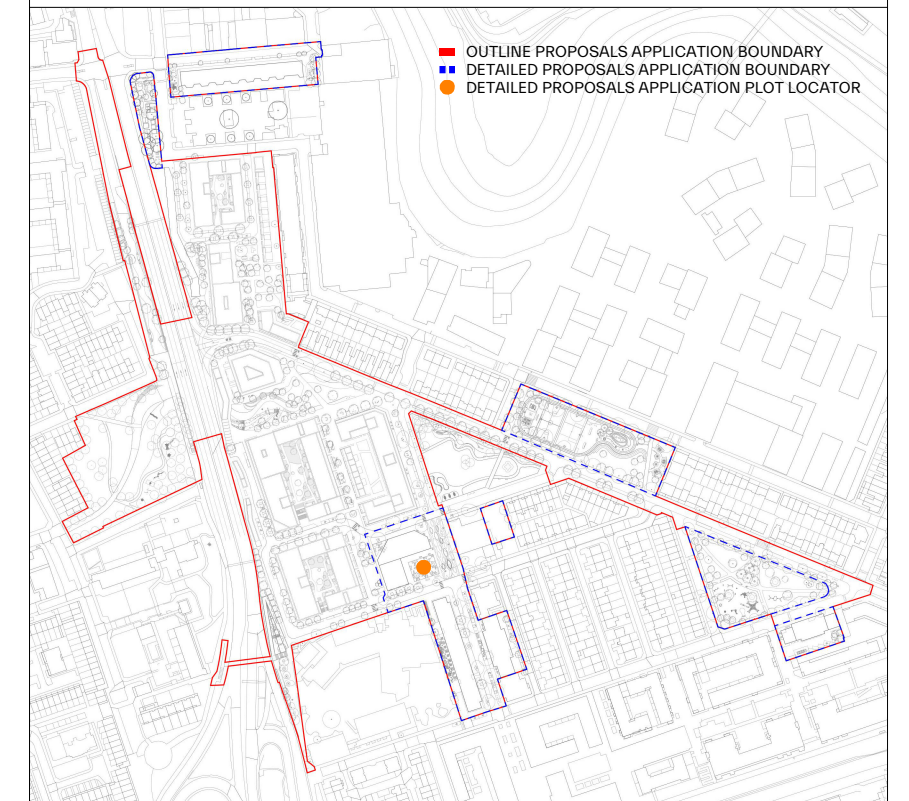 OUTLINE PROPOSALS APPLICATION BOUNDARY
DETAILED PROPOSALS APPLICATION BOUNDARY
DETAILED PROPOSALS APPLICATION PLOT LOCATOR